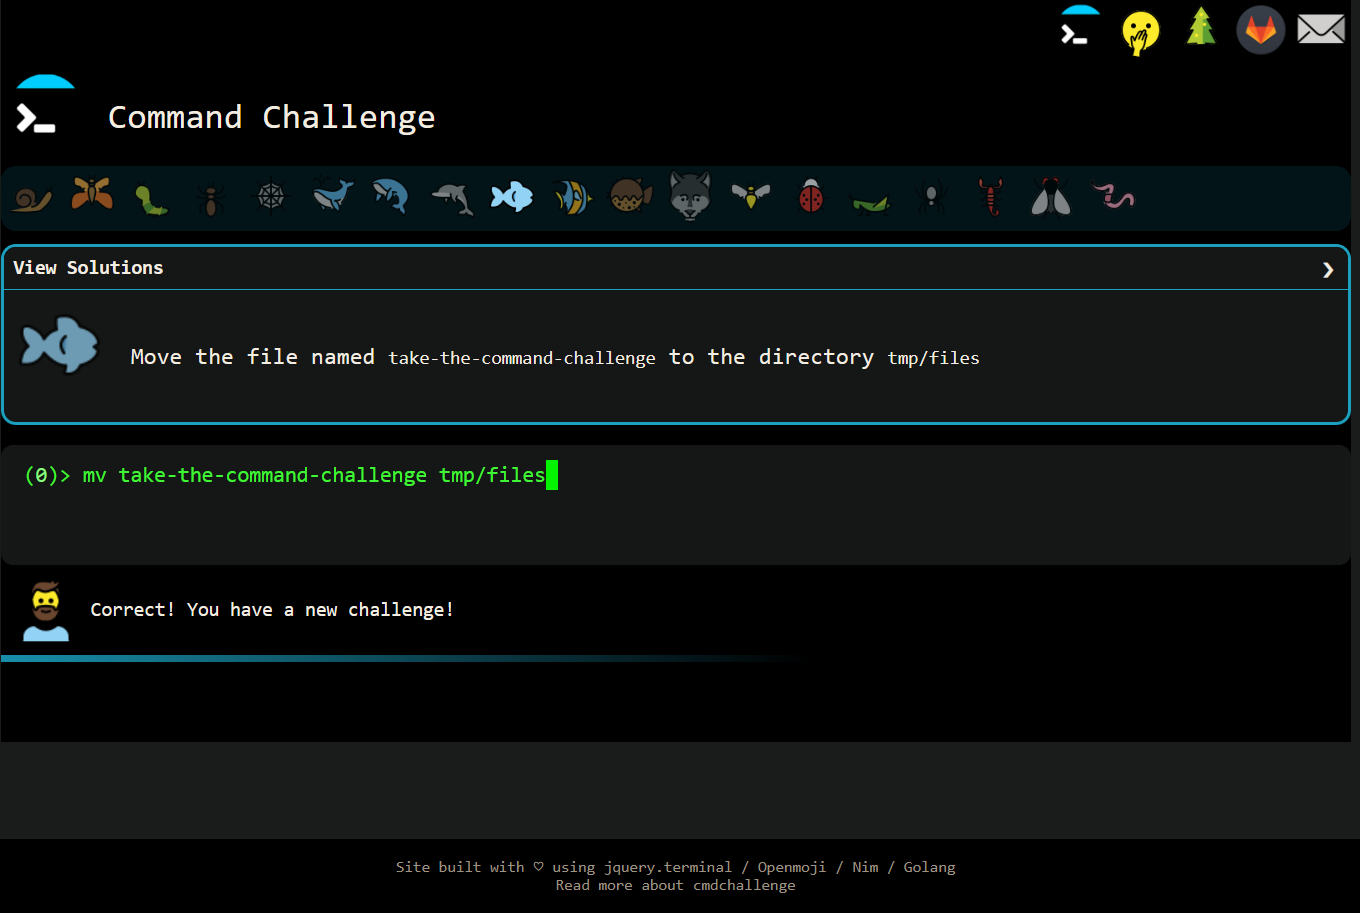 Command Challenge
View Solutions
Move the file named take-the-command-challenge to the directory tmp/files
(0)> mv take-the-command-challenge tmp/files
Correct! You have a new challenge!
Site built with ♡ using jquery.terminal / Openmoji / Nim / Golang
Read more about cmdchallenge